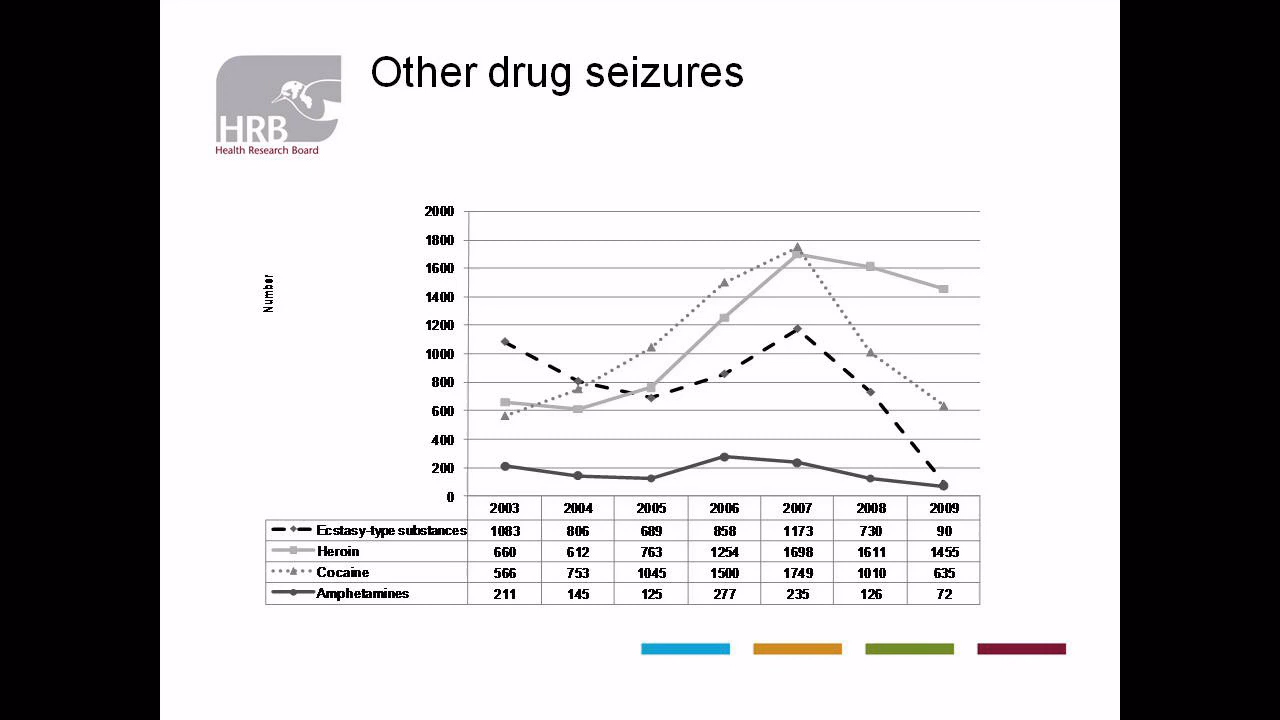 Other drug seizures
HRB
Health Research Board
Number
2000
1800
1600
1400
1200
1000
800
600
400
200
0
2003 2004 2005 2006 2007 2008 2009
Ecstasy-type substances 1083 806 689 858 1173 730 90
Heroin 660 612 763 1254 1698 1611 1455
Cocaine 566 753 1045 1500 1749 1010 635
Amphetamines 211 145 125 277 235 126 72